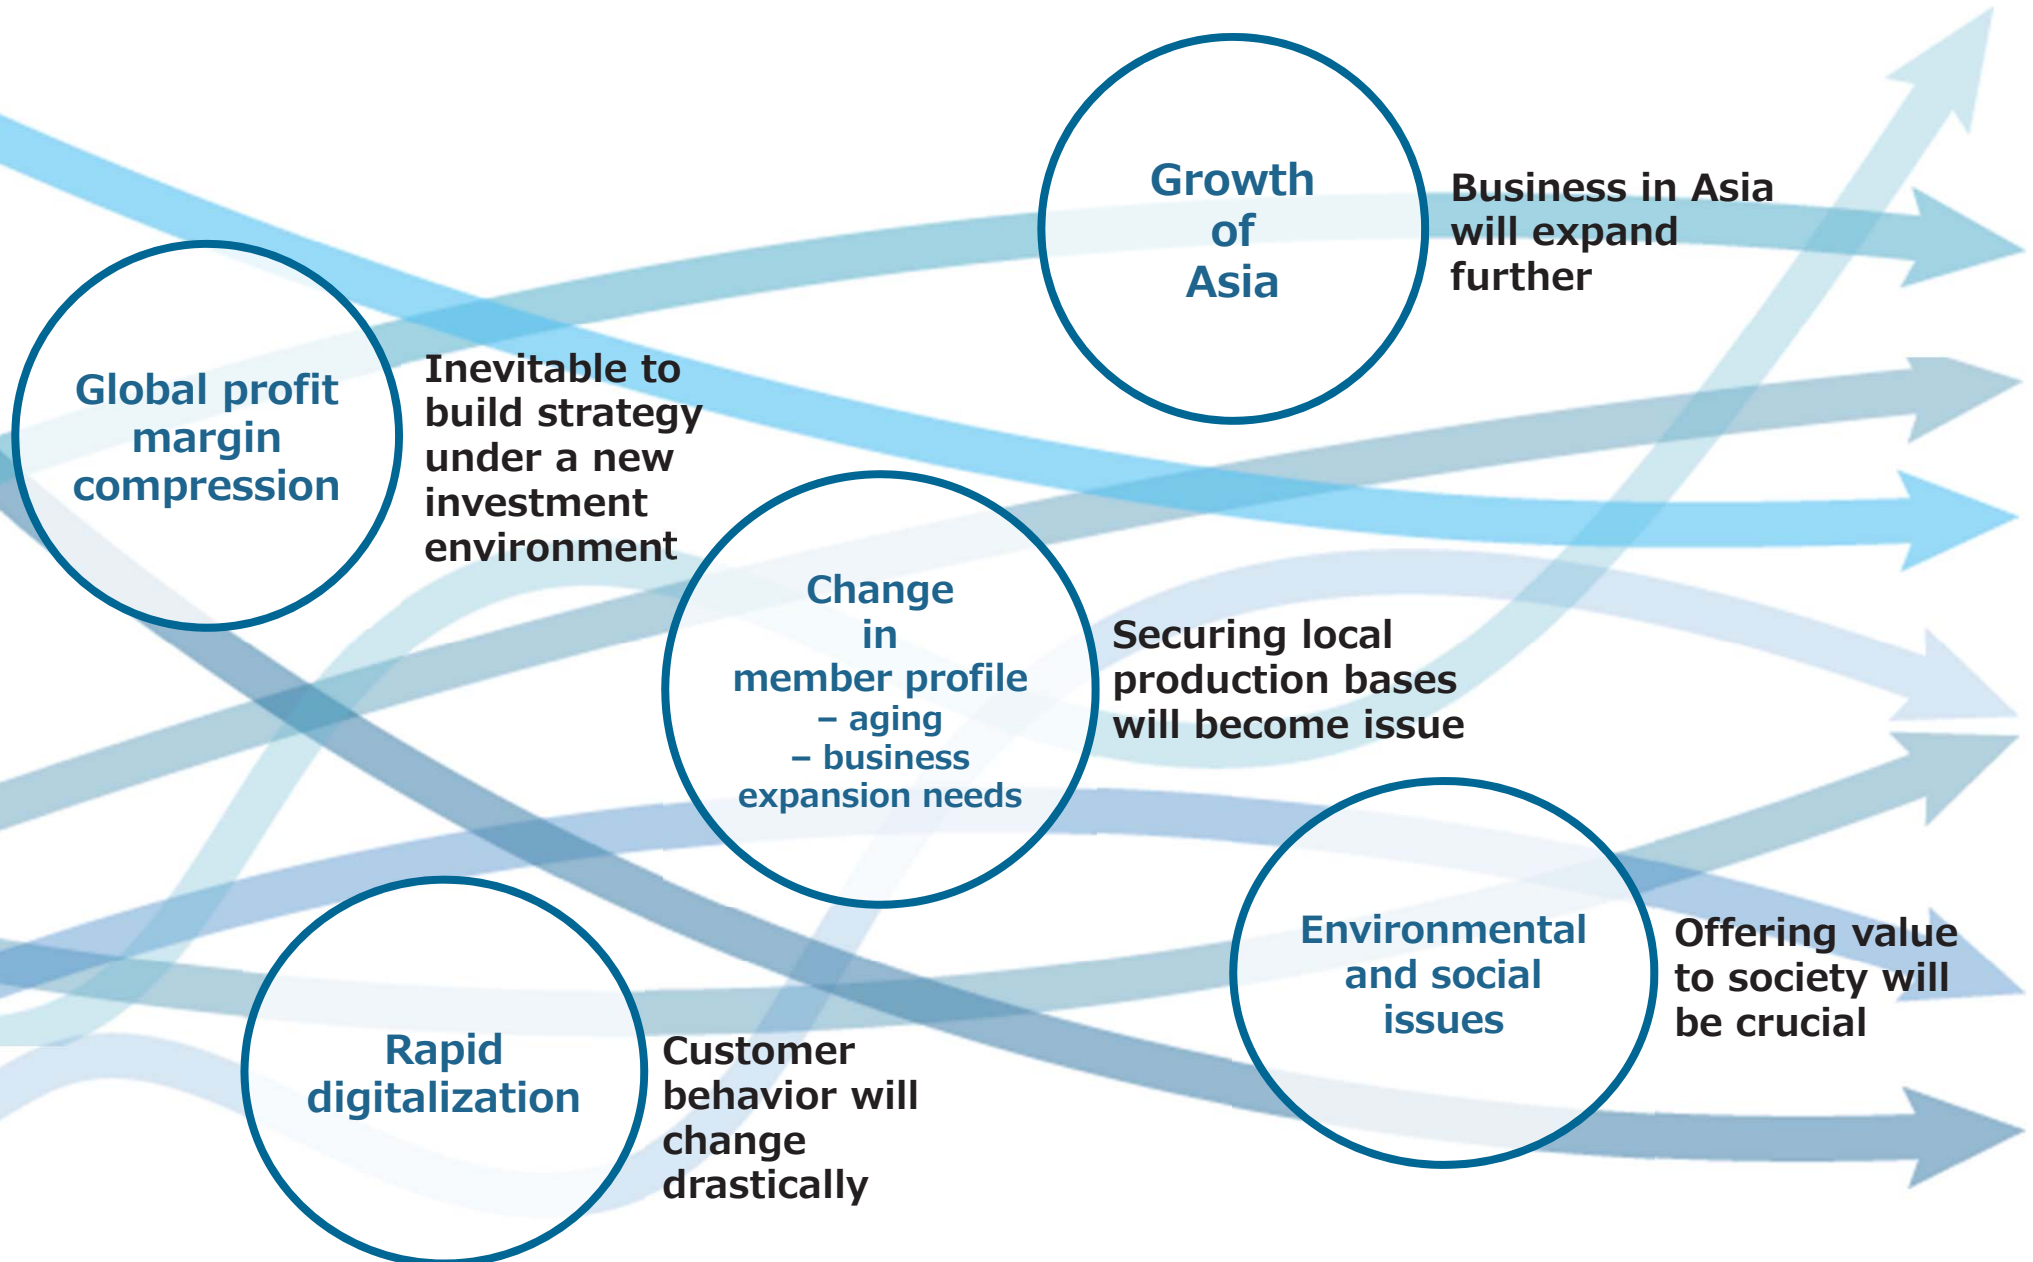 Growth
of
Asia
Business in Asia
will expand
further
Global profit
margin
compression
Inevitable to
build strategy
under a new
investment
environment
Change
in
member profile
– aging
– business
expansion needs
Securing local
production bases
will become issue
Environmental
and social
issues
Offering value
to society will
be crucial
Rapid
digitalization
Customer
behavior will
change
drastically